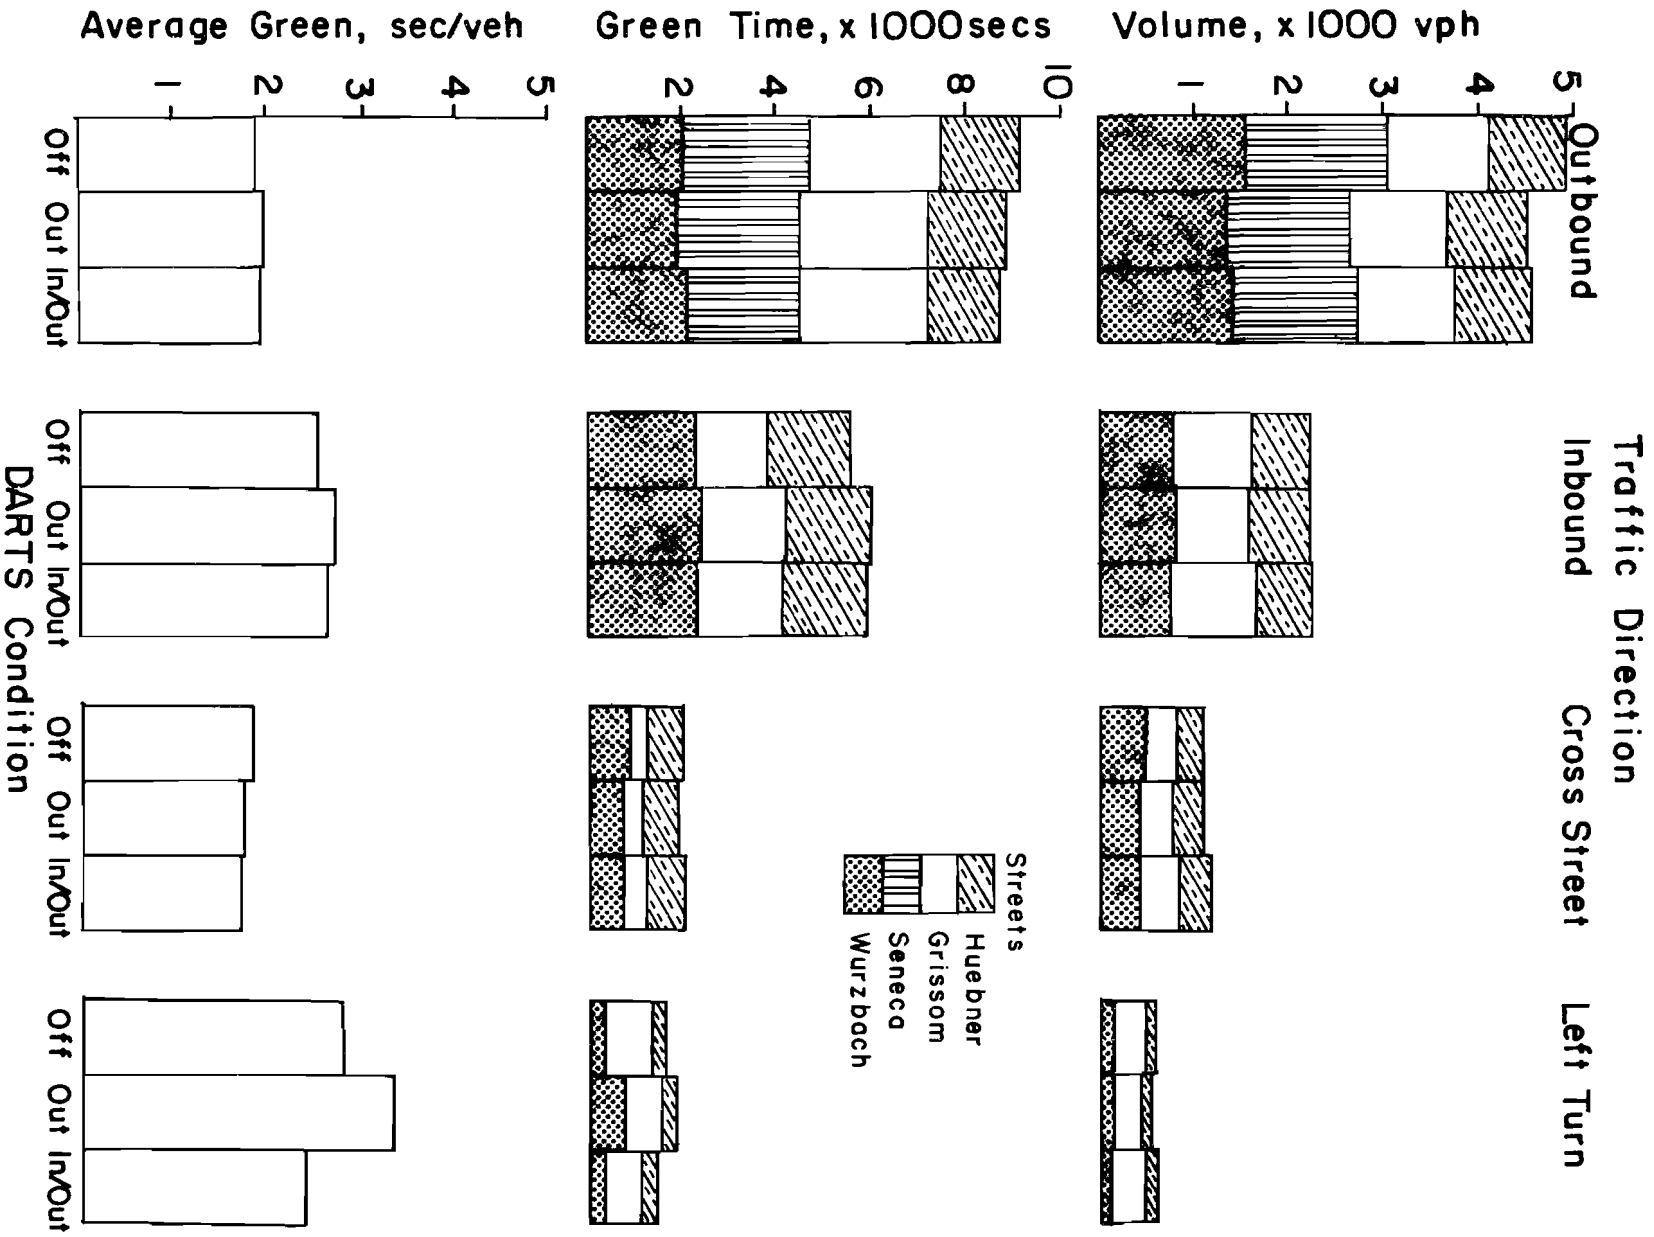 Traffic Direction
Outbound Inbound Cross Street Left Turn
Volume, x 1000 vph
5
4
3
2
1
Streets
Huebner
Grissom
Seneca
Wurzbach
Green Time, x 1000 secs
10
8
6
4
2
Average Green, sec/veh
5
4
3
2
1
Off Out In/Out Off Out In/Out Off Out In/Out Off Out In/Out
DARTS Condition